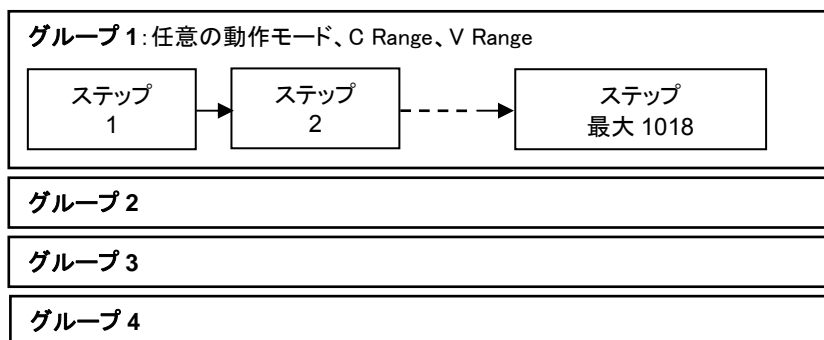 グループ 1：任意の動作モード、C Range、V Range
ステップ
1
ステップ
2
ステップ
最大 1018
グループ 2
グループ 3
グループ 4